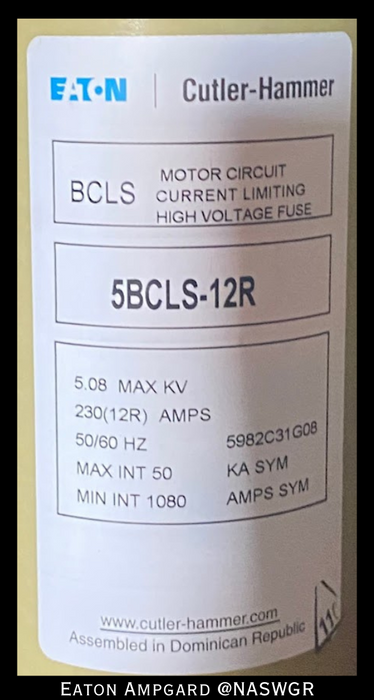 EATON | Cutler-Hammer
BCLS
MOTOR CIRCUIT
CURRENT LIMITING
HIGH VOLTAGE FUSE
5BCLS-12R
5.08 MAX KV
230(12R) AMPS
50/60 HZ 5982C31G08
MAX INT 50 KA SYM
MIN INT 1080 AMPS SYM
www.cutler-hammer.com
Assembled in Dominican Republic
EATON AMPGARD @NASWGR